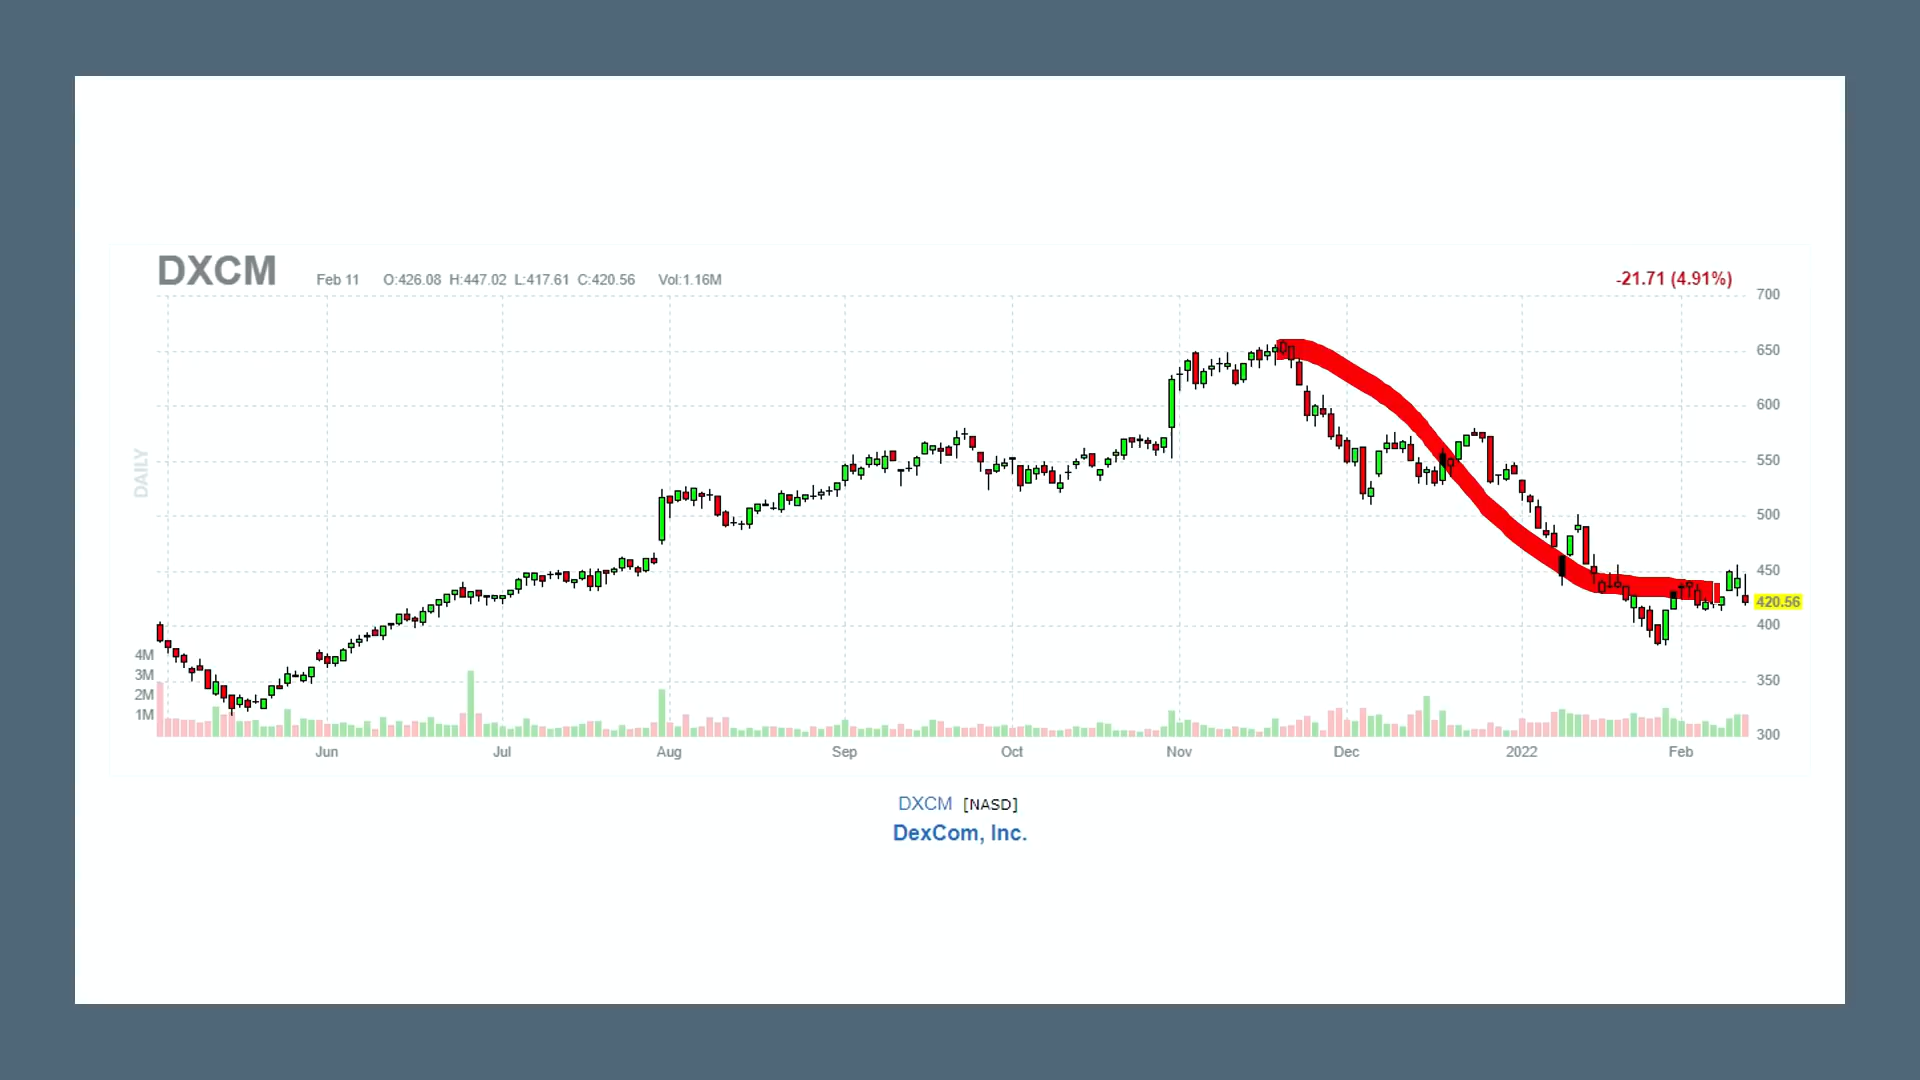 DXCM Feb 11 O:426.08 H:447.02 L:417.61 C:420.56 Vol:1.16M -21.71 (4.91%)
700
650
600
550
DAILY
500
450
420.56
400
4M
3M
350
2M
1M
300
Jun Jul Aug Sep Oct Nov Dec 2022 Feb
DXCM [NASD]
DexCom, Inc.